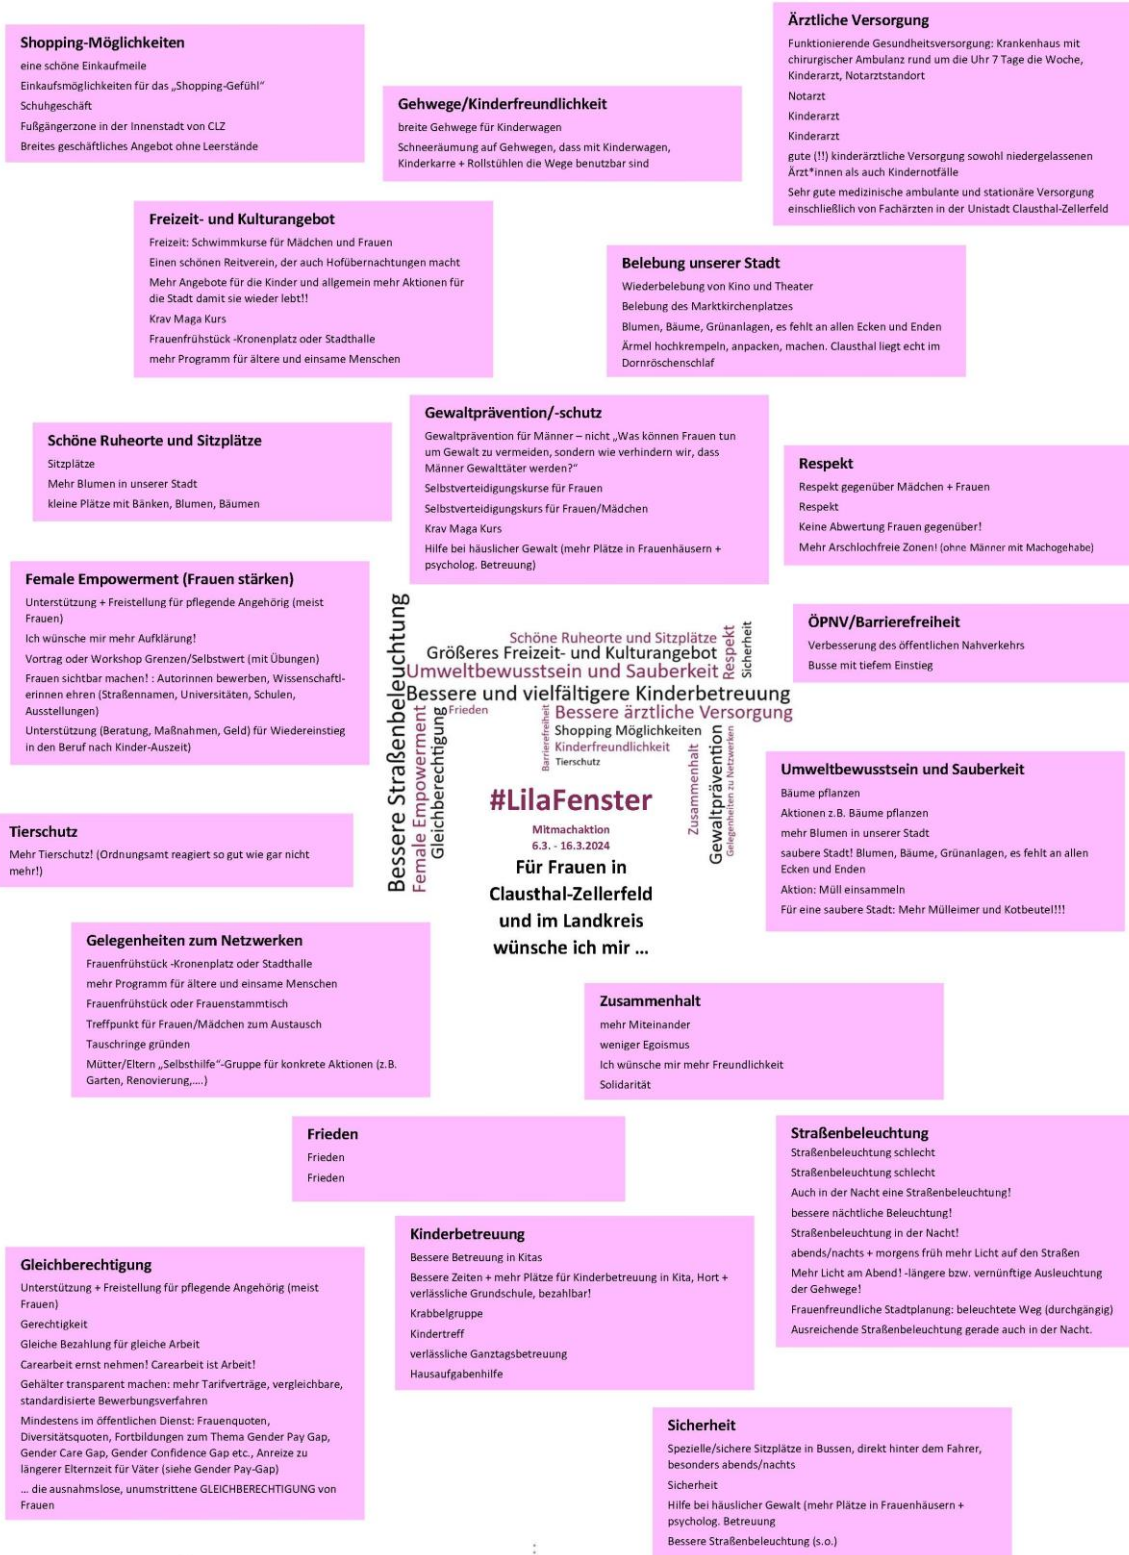 Shopping-Möglichkeiten
eine schöne Einkaufmeile
Einkaufsmöglichkeiten für das „Shopping-Gefühl“
Schuhgeschäft
Fußgängerzone in der Innenstadt von CLZ
Breites geschäftliches Angebot ohne Leerstände
Gehwege/Kinderfreundlichkeit
breite Gehwege für Kinderwagen
Schneeräumung auf Gehwegen, dass mit Kinderwagen,
Kinderkarre + Rollstühlen die Wege benutzbar sind
Ärztliche Versorgung
Funktionierende Gesundheitsversorgung: Krankenhaus mit
chirurgischer Ambulanz rund um die Uhr 7 Tage die Woche,
Kinderarzt, Notarztstandort
Notarzt
Kinderarzt
Kinderarzt
gute (!!) kinderärztliche Versorgung sowohl niedergelassenen
Ärzt*innen als auch Kindernotfälle
Sehr gute medizinische ambulante und stationäre Versorgung
einschließlich von Fachärzten in der Unistadt Clausthal-Zellerfeld
Freizeit- und Kulturangebot
Freizeit: Schwimmkurse für Mädchen und Frauen
Einen schönen Reitverein, der auch Hofübernachtungen macht
Mehr Angebote für die Kinder und allgemein mehr Aktionen für
die Stadt damit sie wieder lebt!!
Krav Maga Kurs
Frauenfrühstück -Kronenplatz oder Stadthalle
mehr Programm für ältere und einsame Menschen
Belebung unserer Stadt
Wiederbelebung von Kino und Theater
Belebung des Marktkirchenplatzes
Blumen, Bäume, Grünanlagen, es fehlt an allen Ecken und Enden
Ärmel hochkrempeln, anpacken, machen. Clausthal liegt echt im
Dornröschenschlaf
Schöne Ruheorte und Sitzplätze
Sitzplätze
Mehr Blumen in unserer Stadt
kleine Plätze mit Bänken, Blumen, Bäumen
Gewaltprävention/-schutz
Gewaltprävention für Männer – nicht „Was können Frauen tun
um Gewalt zu vermeiden, sondern wie verhindern wir, dass
Männer Gewalttäter werden?“
Selbstverteidigungskurse für Frauen
Selbstverteidigungskurs für Frauen/Mädchen
Krav Maga Kurs
Hilfe bei häuslicher Gewalt (mehr Plätze in Frauenhäusern +
psycholog. Betreuung)
Respekt
Respekt gegenüber Mädchen + Frauen
Respekt
Keine Abwertung Frauen gegenüber!
Mehr Arschlochfreie Zonen! (ohne Männer mit Machogehabe)
Female Empowerment (Frauen stärken)
Unterstützung + Freistellung für pflegende Angehörig (meist
Frauen)
Ich wünsche mir mehr Aufklärung!
Vortrag oder Workshop Grenzen/Selbstwert (mit Übungen)
Frauen sichtbar machen! : Autorinnen bewerben, Wissenschaftl-
erinnen ehren (Straßennamen, Universitäten, Schulen,
Ausstellungen)
Unterstützung (Beratung, Maßnahmen, Geld) für Wiedereinstieg
in den Beruf nach Kinder-Auszeit)
Bessere Straßenbeleuchtung
Schöne Ruheorte und Sitzplätze
Größeres Freizeit- und Kulturangebot
Umweltbewusstsein und Sauberkeit
Respekt
Sicherheit
Bessere und vielfältigere Kinderbetreuung
Female Empowerment
Gleichberechtigung
Frieden
Barrierefreiheit
Bessere ärztliche Versorgung
Shopping Möglichkeiten
Kinderfreundlichkeit
Tierschutz
Zusammenhalt
Gewaltprävention
Gelegenheiten zu Netzwerken
#LilaFenster
Mitmachaktion
6.3. - 16.3.2024
Für Frauen in
Clausthal-Zellerfeld
und im Landkreis
wünsche ich mir ...
ÖPNV/Barrierefreiheit
Verbesserung des öffentlichen Nahverkehrs
Busse mit tiefem Einstieg
Umweltbewusstsein und Sauberkeit
Bäume pflanzen
Aktionen z.B. Bäume pflanzen
mehr Blumen in unserer Stadt
saubere Stadt! Blumen, Bäume, Grünanlagen, es fehlt an allen
Ecken und Enden
Aktion: Müll einsammeln
Für eine saubere Stadt: Mehr Mülleimer und Kotbeutel!!!
Tierschutz
Mehr Tierschutz! (Ordnungsamt reagiert so gut wie gar nicht
mehr!)
Gelegenheiten zum Netzwerken
Frauenfrühstück -Kronenplatz oder Stadthalle
mehr Programm für ältere und einsame Menschen
Frauenfrühstück oder Frauenstammtisch
Treffpunkt für Frauen/Mädchen zum Austausch
Tauschringe gründen
Mütter/Eltern „Selbsthilfe“-Gruppe für konkrete Aktionen (z.B.
Garten, Renovierung,....)
Zusammenhalt
mehr Miteinander
weniger Egoismus
Ich wünsche mir mehr Freundlichkeit
Solidarität
Frieden
Frieden
Frieden
Straßenbeleuchtung
Straßenbeleuchtung schlecht
Straßenbeleuchtung schlecht
Auch in der Nacht eine Straßenbeleuchtung!
bessere nächtliche Beleuchtung!
Straßenbeleuchtung in der Nacht!
abends/nachts + morgens früh mehr Licht auf den Straßen
Mehr Licht am Abend! -längere bzw. vernünftige Ausleuchtung
der Gehwege!
Frauenfreundliche Stadtplanung: beleuchtete Weg (durchgängig)
Ausreichende Straßenbeleuchtung gerade auch in der Nacht.
Kinderbetreuung
Bessere Betreuung in Kitas
Bessere Zeiten + mehr Plätze für Kinderbetreuung in Kita, Hort +
verlässliche Grundschule, bezahlbar!
Krabbelgruppe
Kindertreff
verlässliche Ganztagsbetreuung
Hausaufgabenhilfe
Gleichberechtigung
Unterstützung + Freistellung für pflegende Angehörig (meist
Frauen)
Gerechtigkeit
Gleiche Bezahlung für gleiche Arbeit
Carearbeit ernst nehmen! Carearbeit ist Arbeit!
Gehälter transparent machen: mehr Tarifverträge, vergleichbare,
standardisierte Bewerbungsverfahren
Mindestens im öffentlichen Dienst: Frauenquoten,
Diversitätsquoten, Fortbildungen zum Thema Gender Pay Gap,
Gender Care Gap, Gender Confidence Gap etc., Anreize zu
längerer Elternzeit für Väter (siehe Gender Pay-Gap)
... die ausnahmslose, unumstrittene GLEICHBERECHTIGUNG von
Frauen
Sicherheit
Spezielle/sichere Sitzplätze in Bussen, direkt hinter dem Fahrer,
besonders abends/nachts
Sicherheit
Hilfe bei häuslicher Gewalt (mehr Plätze in Frauenhäusern +
psycholog. Betreuung
Bessere Straßenbeleuchtung (s.o.)
: